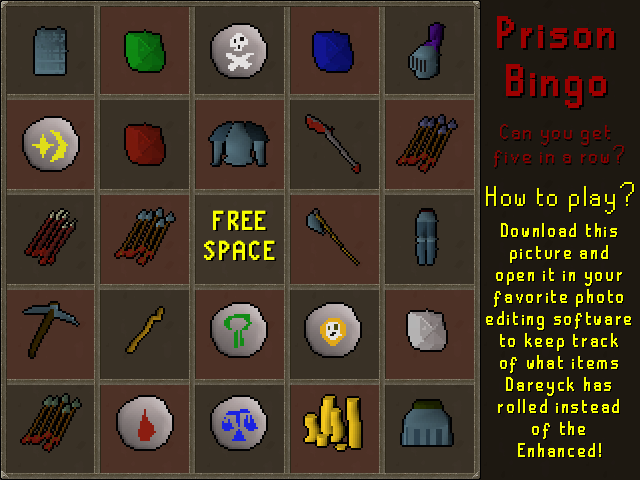 Prison
Bingo
Can you get
five in a row?
FREE
SPACE
How to play?
Download this
picture and
open it in your
favorite photo
editing software
to keep track
of what items
Dareyck has
rolled instead
of the
Enhanced!